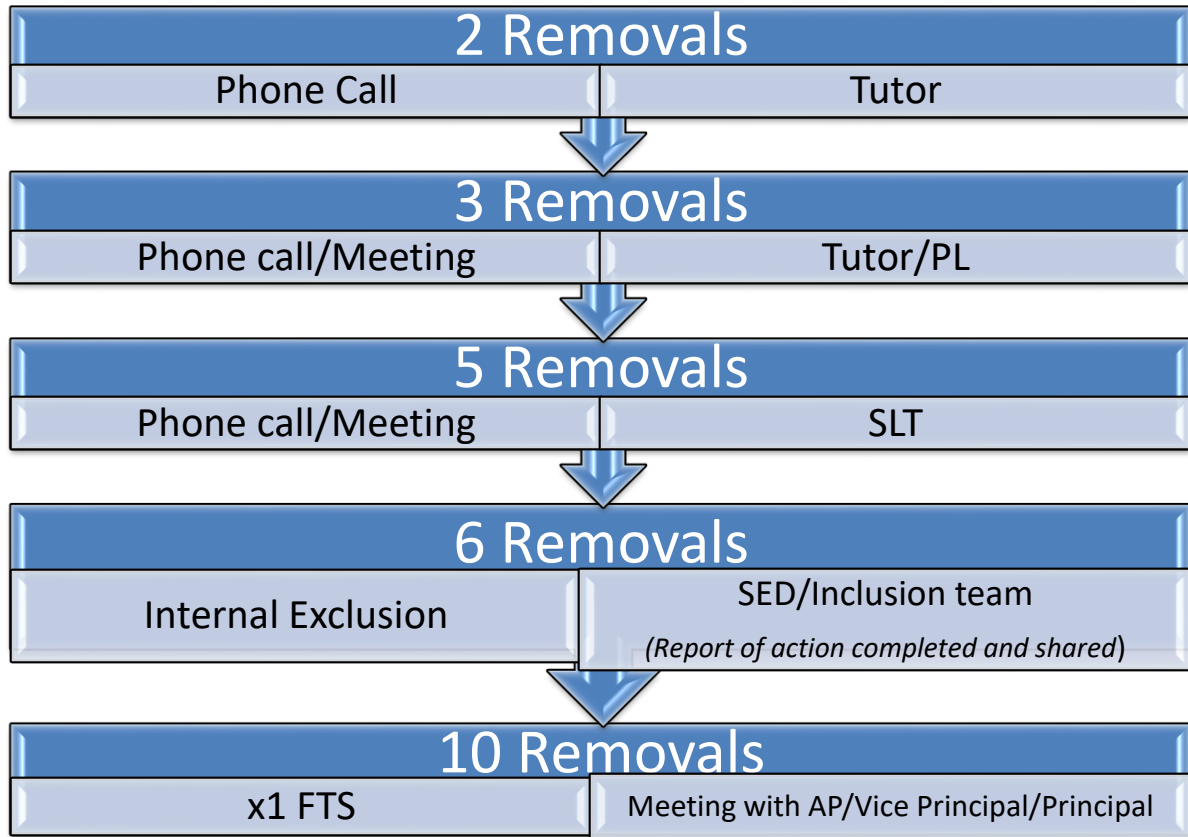 2 Removals
Phone Call
Tutor
3 Removals
Phone call/Meeting
Tutor/PL
5 Removals
Phone call/Meeting
SLT
6 Removals
Internal Exclusion
SED/Inclusion team
(Report of action completed and shared)
10 Removals
x1 FTS
Meeting with AP/Vice Principal/Principal